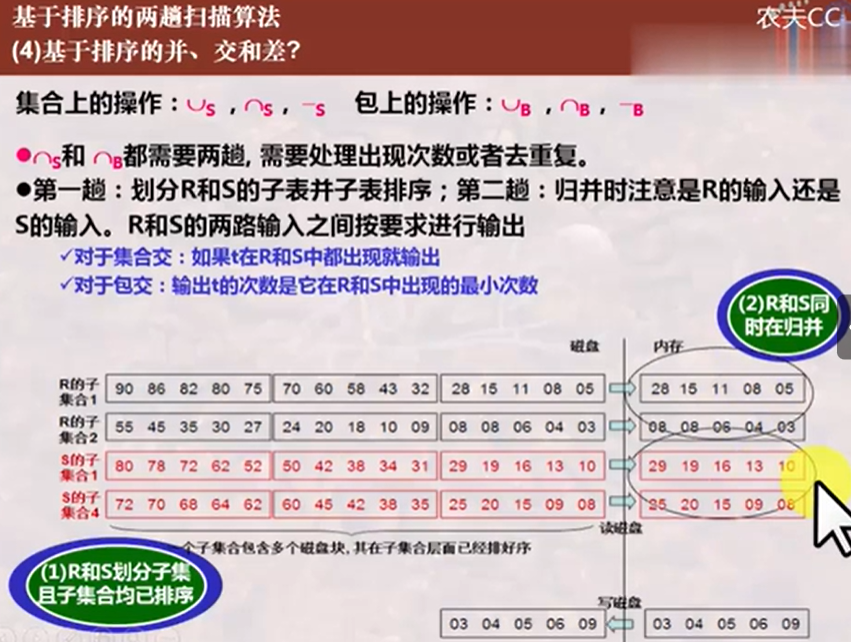 基于排序的两趟扫描算法
农夫CC
(4)基于排序的并、交和差?
集合上的操作：∪S ，∩S，−S 包上的操作：∪B ，∩B，−B
●∩S和 ∩B都需要两趟, 需要处理出现次数或者去重复。
●第一趟：划分R和S的子表并子表排序；第二趟：归并时注意是R的输入还是
S的输入。R和S的两路输入之间按要求进行输出
✓对于集合交：如果t在R和S中都出现就输出
✓对于包交：输出t的次数是它在R和S中出现的最小次数
(2)R和S同
时在归并
磁盘 内存
R的子
集合1
90 86 82 80 75 70 60 58 43 32 28 15 11 08 05 28 15 11 08 05
R的子
集合2
55 45 35 30 27 24 20 18 10 09 08 08 06 04 03 08 08 06 04 03
S的子
集合1
80 78 72 62 52 50 42 38 34 31 29 19 16 13 10 29 19 16 13 10
S的子
集合4
72 70 68 64 62 60 45 42 38 35 25 20 15 09 08 25 20 15 09 08
读磁盘
一个子集合包含多个磁盘块, 其在子集合层面已经排好序
(1)R和S划分子集
且子集合均已排序
写磁盘
03 04 05 06 09 03 04 05 06 09